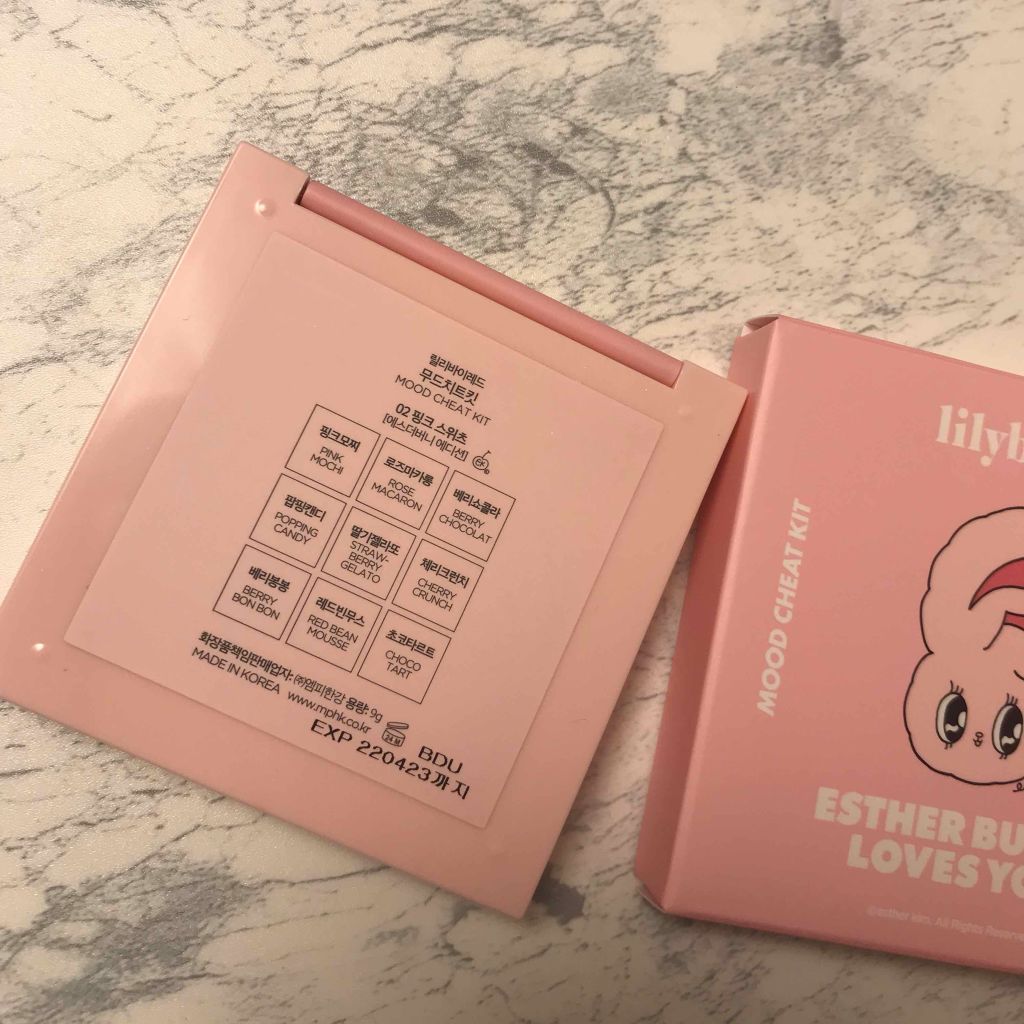 릴리바이레드
무드치트킷
MOOD CHEAT KIT
02 핑크 스위츠
[에스더버니 에디션]
핑크모찌
PINK
MOCHI
로즈마카롱
ROSE
MACARON
베리쇼콜라
BERRY
CHOCOLAT
팝핑캔디
POPPING
CANDY
딸기젤라또
STRAW-
BERRY
GELATO
체리크런치
CHERRY
CRUNCH
베리봉봉
BERRY
BON BON
레드빈무스
RED BEAN
MOUSSE
초코타르트
CHOCO
TART
화장품책임판매업자: ㈜엠피한강 용량: 9g
MADE IN KOREA www.mphk.co.kr 24M
BDU
EXP 220423까지
lilyb
MOOD CHEAT KIT
ESTHER BU
LOVES YO
©esther kim. All Rights Reserve